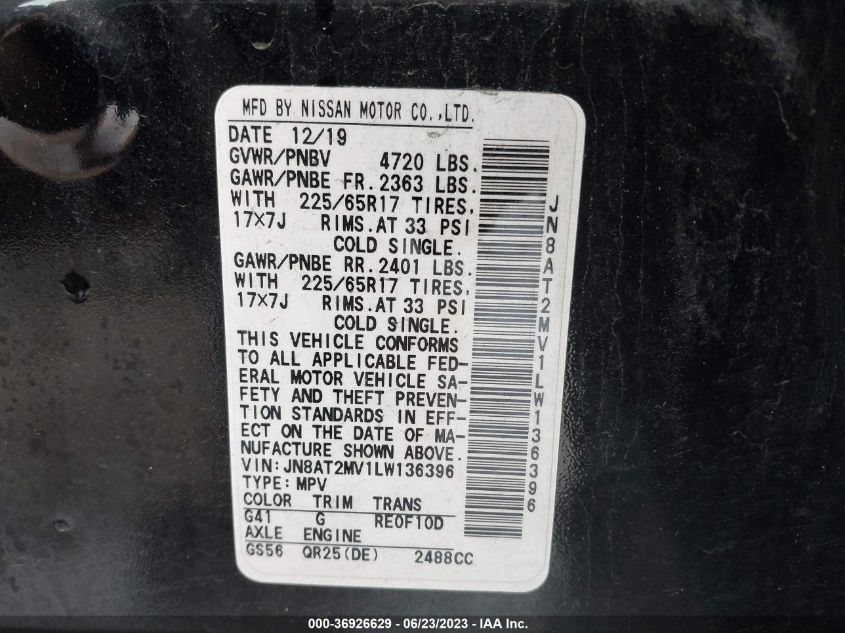 MFD BY NISSAN MOTOR CO.,LTD.
DATE 12/19
GVWR/PNBV 4720 LBS.
GAWR/PNBE FR. 2363 LBS.
WITH 225/65R17 TIRES,
17×7J RIMS.AT 33 PSI
COLD SINGLE.
GAWR/PNBE RR. 2401 LBS.
WITH 225/65R17 TIRES,
17×7J RIMS.AT 33 PSI
COLD SINGLE.
THIS VEHICLE CONFORMS
TO ALL APPLICABLE FED-
ERAL MOTOR VEHICLE SA-
FETY AND THEFT PREVEN-
TION STANDARDS IN EFF-
ECT ON THE DATE OF MA-
NUFACTURE SHOWN ABOVE.
VIN:JN8AT2MV1LW136396
TYPE:MPV
COLOR TRIM TRANS
G41 G RE0F10D
AXLE ENGINE
GS56 QR25(DE) 2488CC
JN8AT2MV1LW136396
000-36926629 / 06/23/2023 - IAA Inc.